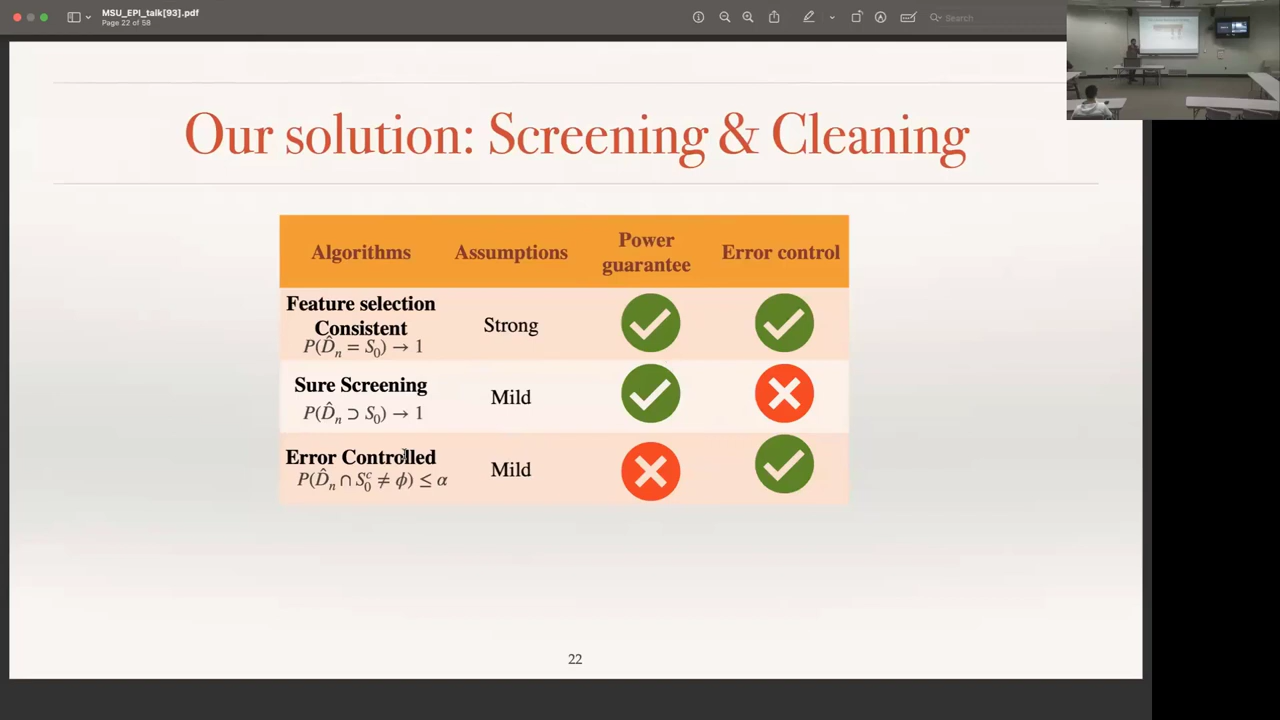 MSU_EPI_talk[93].pdf
Page 22 of 58
Search
Our solution: Screening & Cleaning
Algorithms Assumptions Power guarantee Error control
Feature selection
Consistent
P(D̂ₙ = S₀) → 1
Strong
Sure Screening
P(D̂ₙ ⊃ S₀) → 1
Mild
Error Controlled
P(D̂ₙ ∩ S₀ᶜ ≠ ϕ) ≤ α
Mild
22